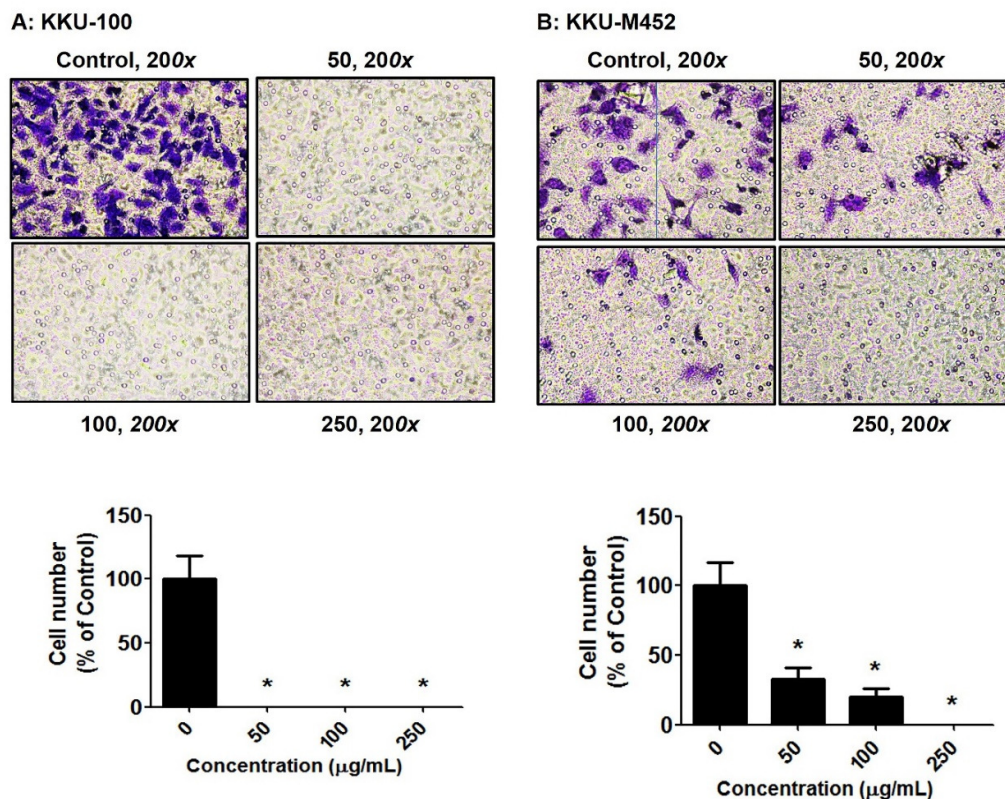 A: KKU-100
Control, 200x
50, 200x
100, 200x
250, 200x
Cell number
(% of Control)
150
100
50
0
*
*
*
0
50
100
250
Concentration (μg/mL)
B: KKU-M452
Control, 200x
50, 200x
100, 200x
250, 200x
Cell number
(% of Control)
150
100
50
0
*
*
*
0
50
100
250
Concentration (μg/mL)